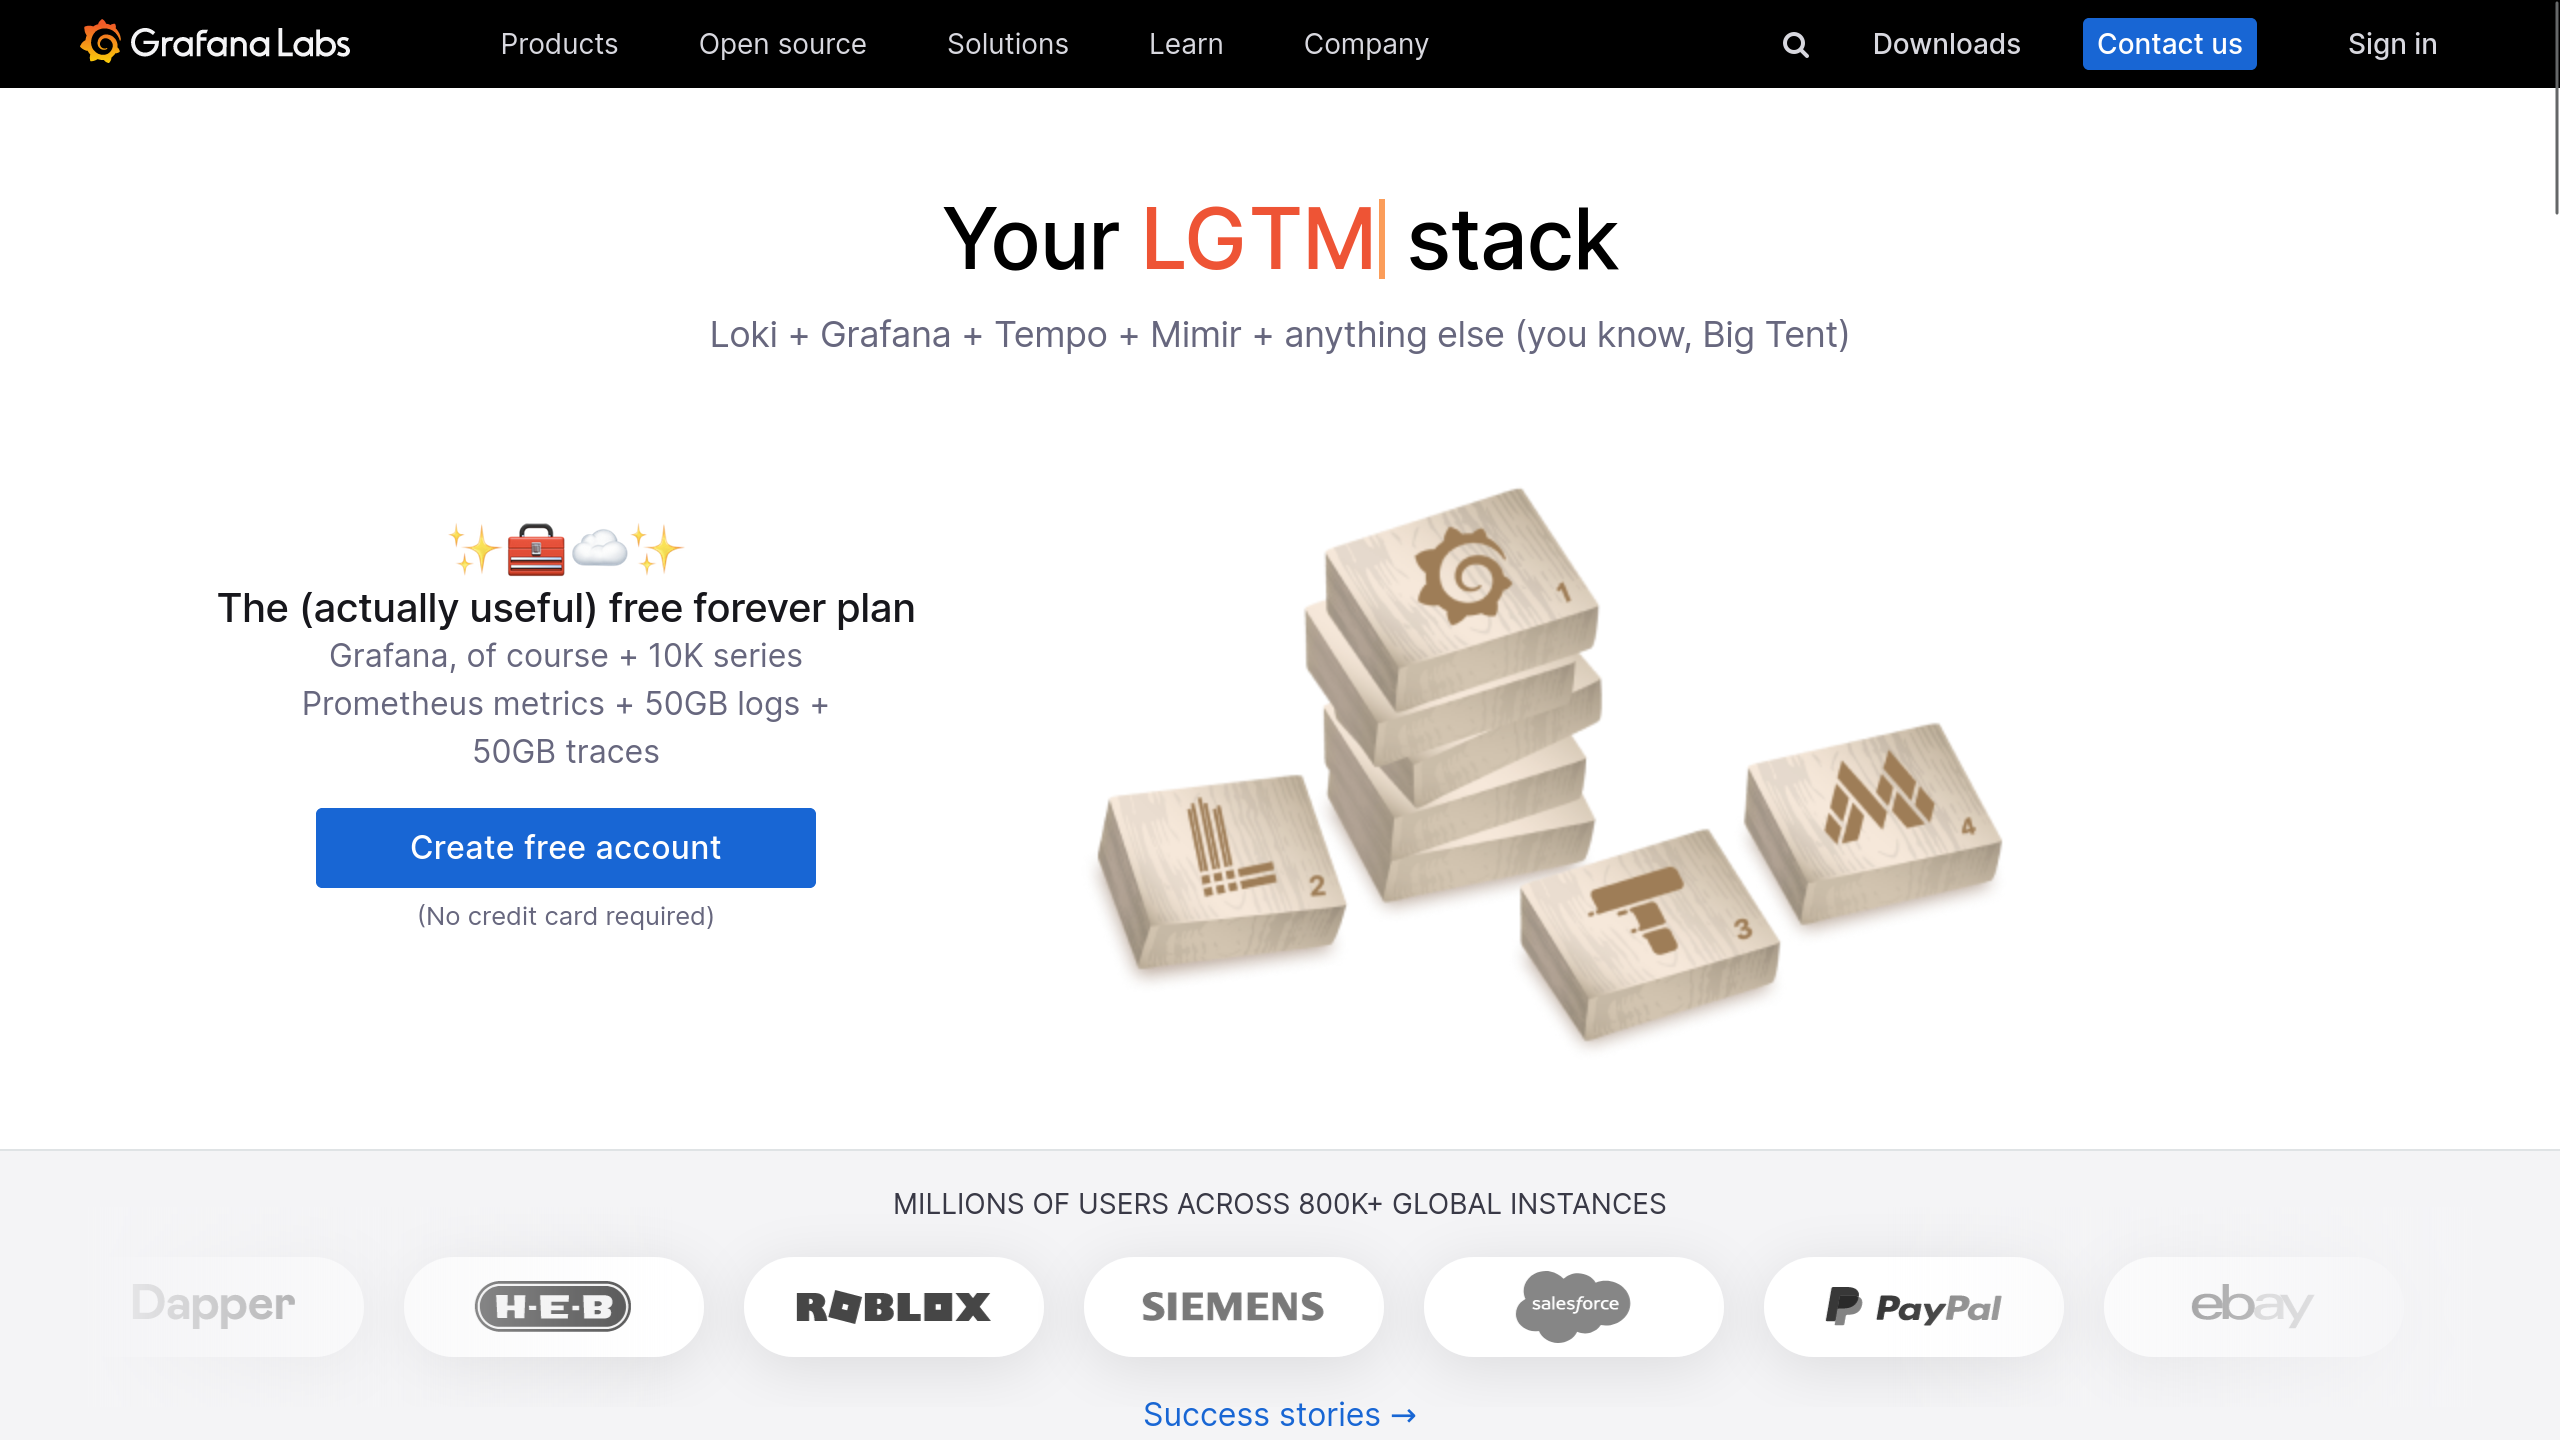 Grafana Labs
Products
Open source
Solutions
Learn
Company
Downloads
Contact us
Sign in
Your LGTM stack
Loki + Grafana + Tempo + Mimir + anything else (you know, Big Tent)
The (actually useful) free forever plan
Grafana, of course + 10K series
Prometheus metrics + 50GB logs +
50GB traces
Create free account
(No credit card required)
1
2
3
4
MILLIONS OF USERS ACROSS 800K+ GLOBAL INSTANCES
Dapper
H-E-B
ROBLOX
SIEMENS
salesforce
PayPal
ebay
Success stories →